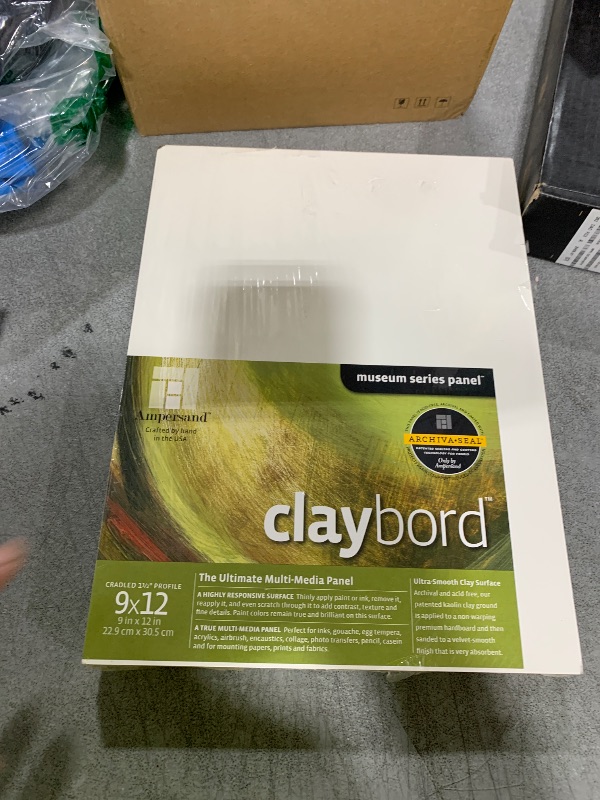 museum series panel™
Ampersand™
Crafted by hand
in the USA
ARCHIVA-SEAL™
Only by
Ampersand
claybord™
CRADLED 1½" PROFILE
9x12
9 in x 12 in
22.9 cm x 30.5 cm
The Ultimate Multi-Media Panel
A HIGHLY RESPONSIVE SURFACE Thinly apply paint or ink, remove it,
reapply it, and even scratch through it to add contrast, texture and
fine details. Paint colors remain true and brilliant on this surface.
A TRUE MULTI-MEDIA PANEL Perfect for inks, gouache, egg tempera,
acrylics, airbrush, encaustics, collage, photo transfers, pencil, casein
and for mounting papers, prints and fabrics.
Ultra-Smooth Clay Surface
Archival and acid free, our
patented kaolin clay ground
is applied to a non warping
premium hardboard and then
sanded to a velvet-smooth
finish that is very absorbent.